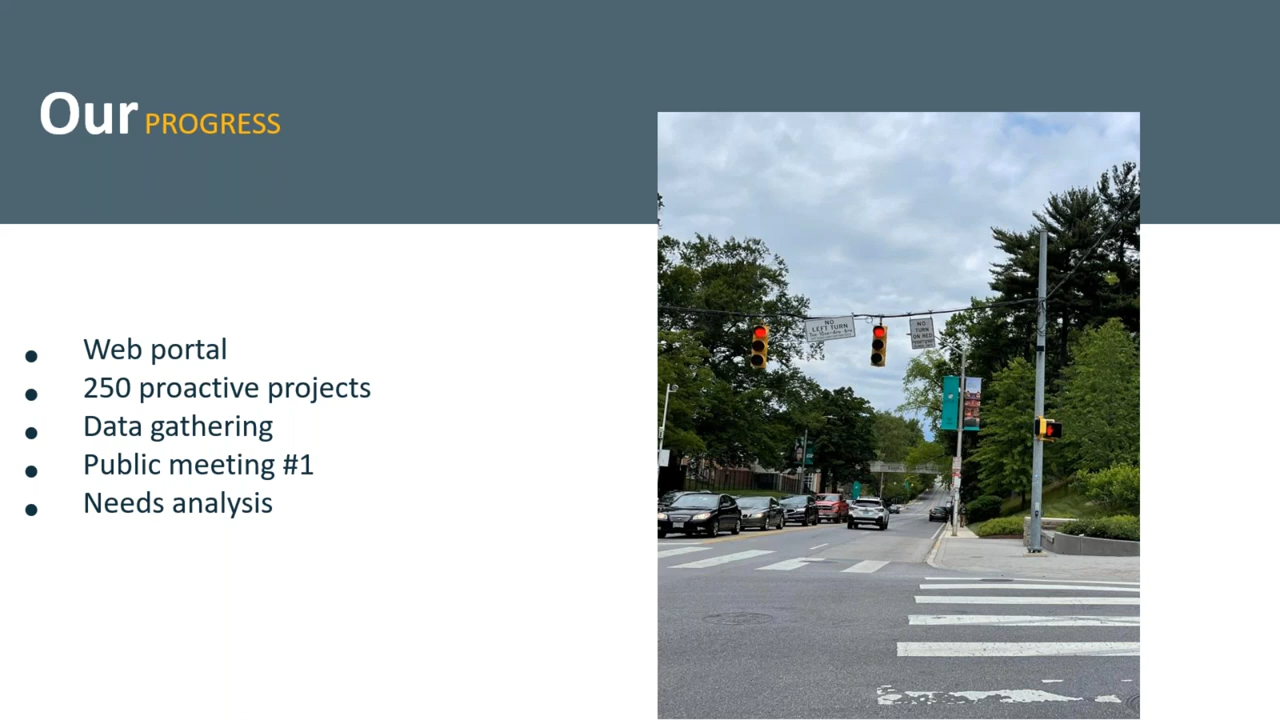 Our PROGRESS
Web portal
250 proactive projects
Data gathering
Public meeting #1
Needs analysis
NO
LEFT TURN
NO
TURN
ON RED